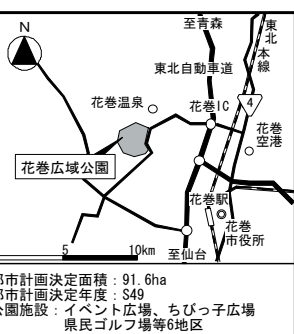 N
至青森
東北本線
東北自動車道
4
花巻温泉
花巻IC
花巻空港
花巻広域公園
花巻駅
花巻市役所
5 10km
至仙台
都市計画決定面積：91.6ha
都市計画決定年度：S49
公園施設：イベント広場、ちびっ子広場
県民ゴルフ場等6地区